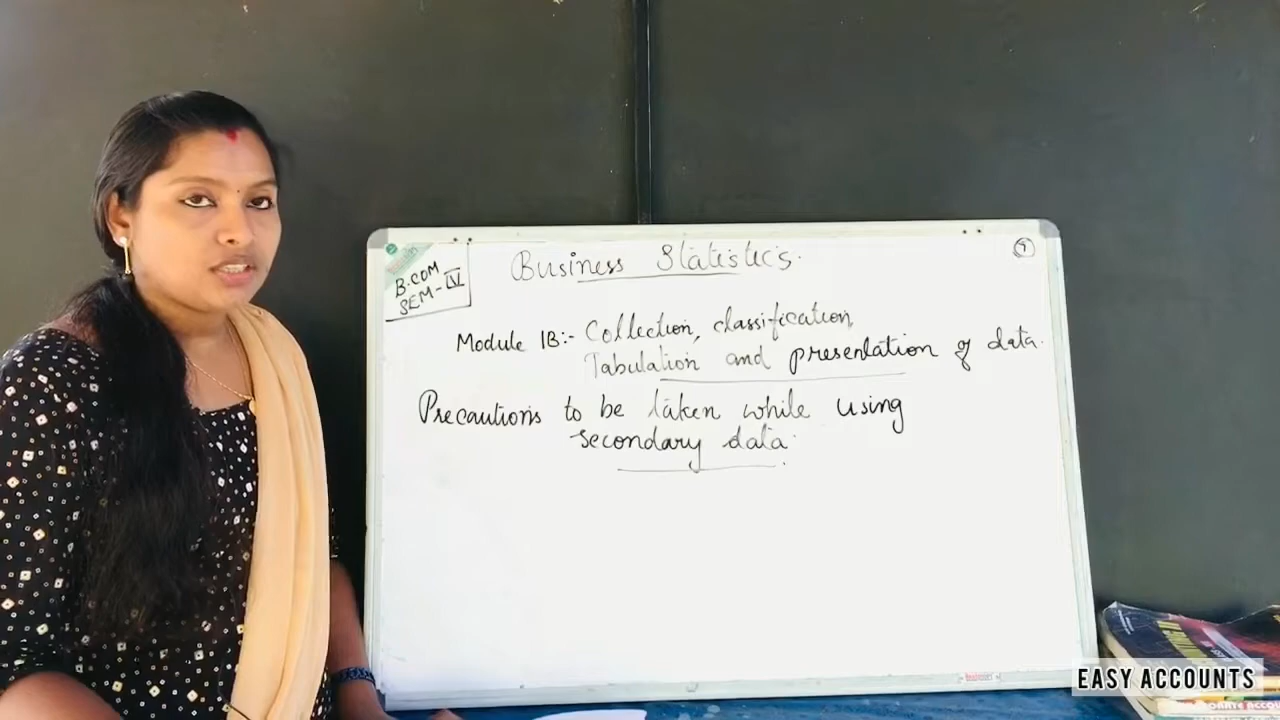 B.COM
SEM-IV
Business Statistics.
Module 1B:- Collection, classification,
Tabulation and presentation of data.
Precautions to be taken while using
secondary data.
EASY ACCOUNTS